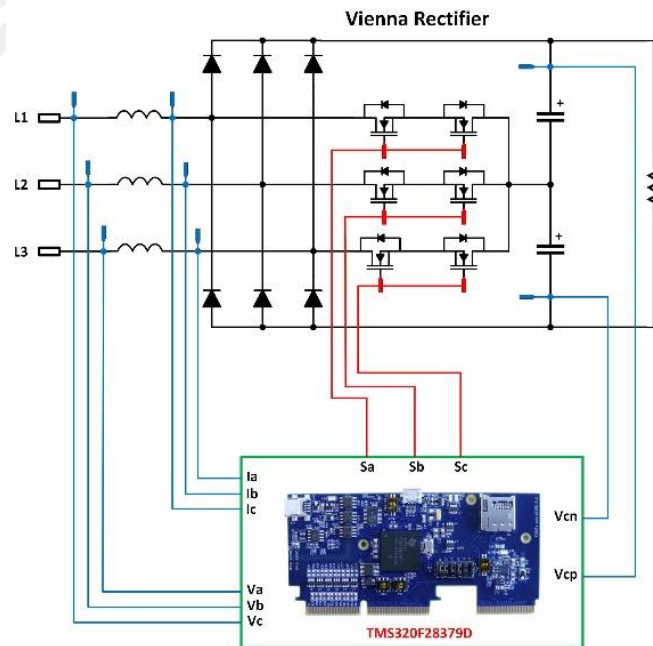 Vienna Rectifier
L1
+
L2
L3
+
Sa Sb Sc
Ia
Ib
Ic
Vcn
Va
Vb
Vc
Vcp
TMS320F28379D